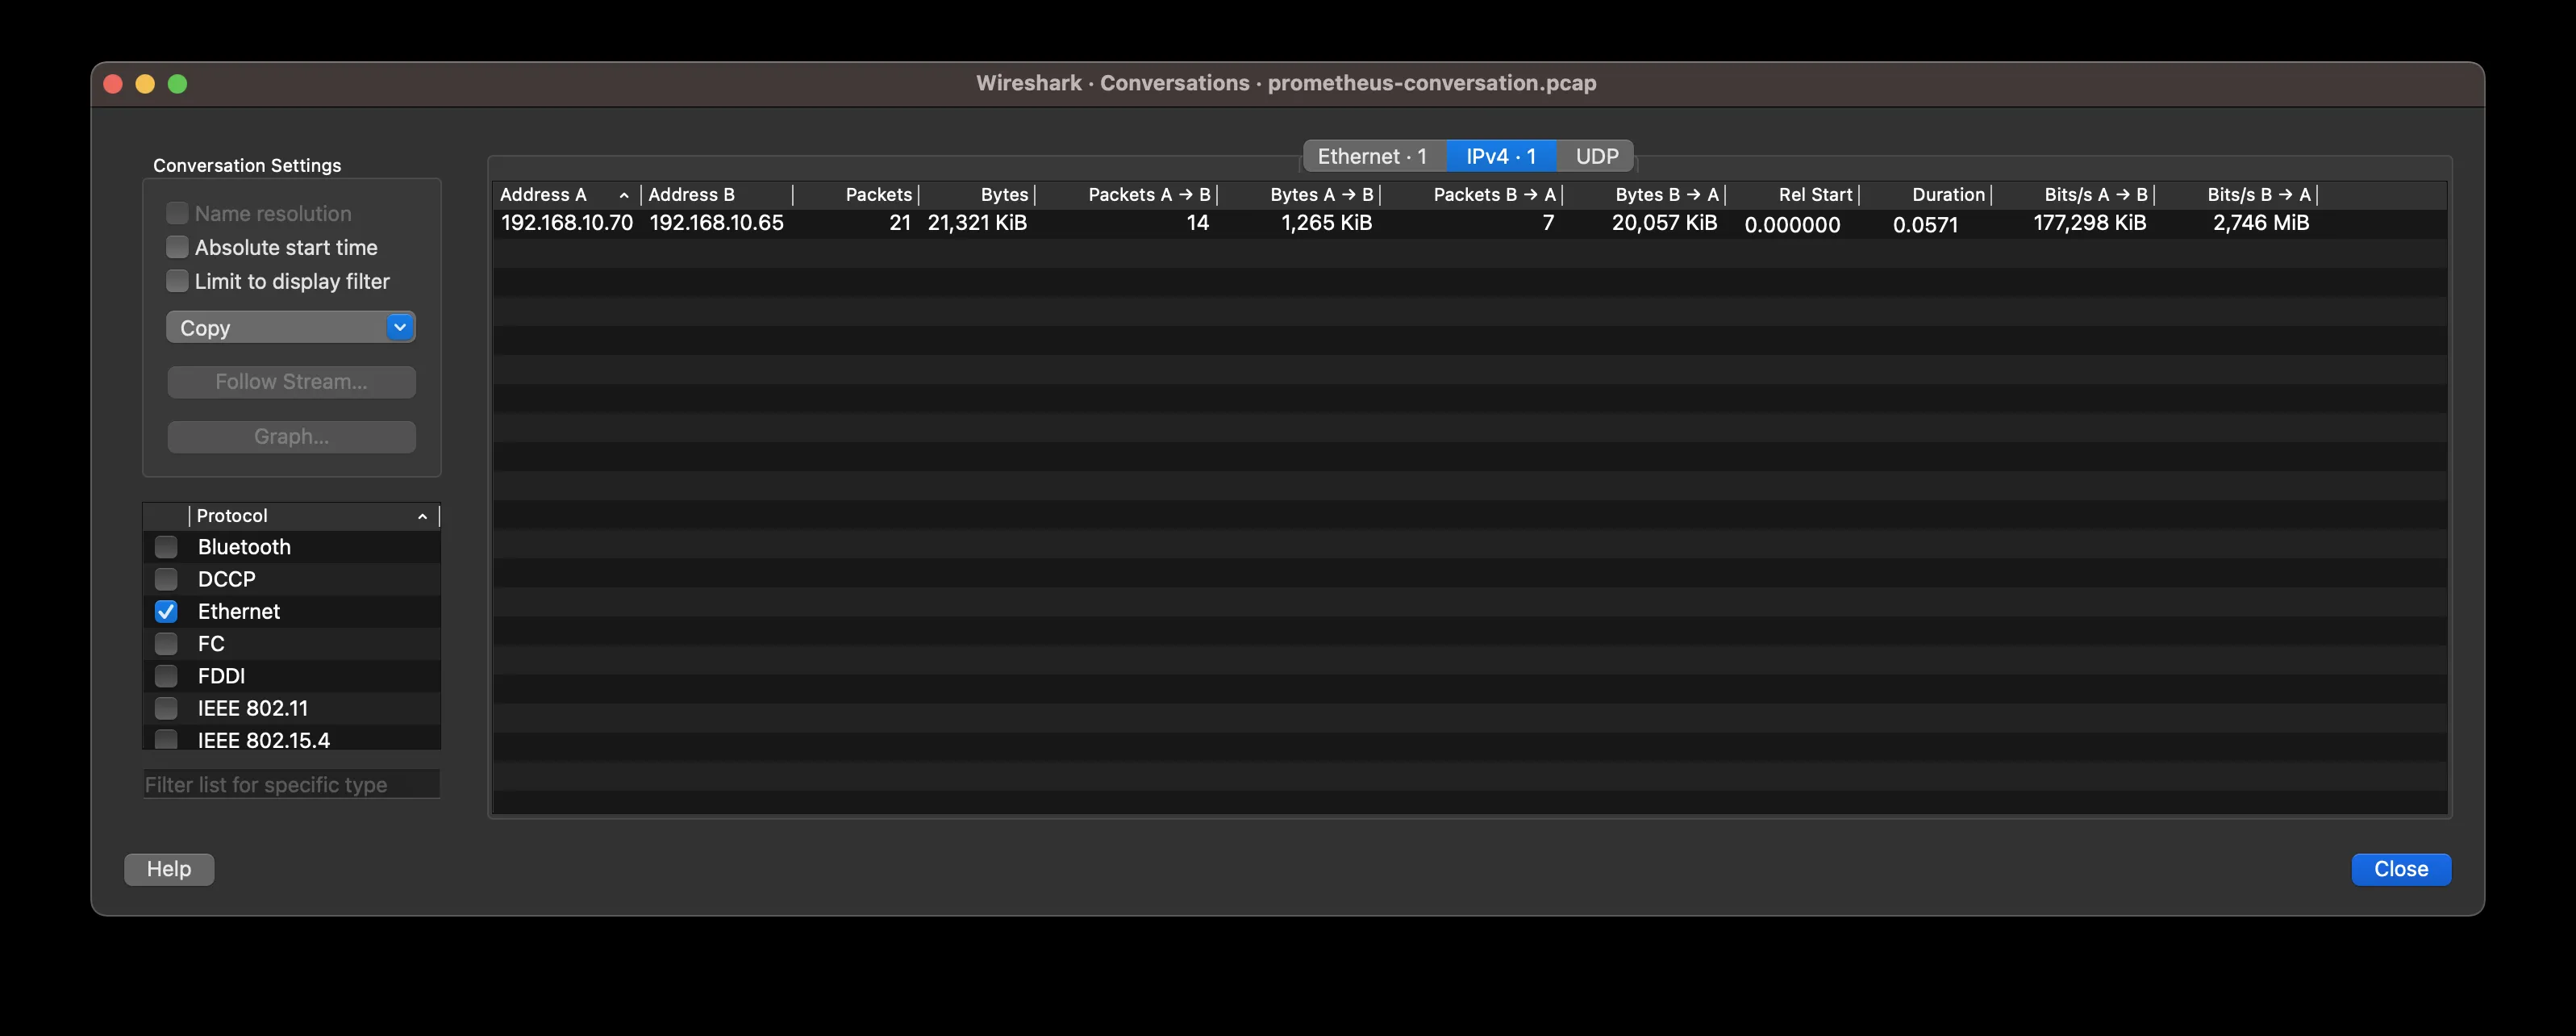 Wireshark · Conversations · prometheus-conversation.pcap
Conversation Settings
Name resolution
Absolute start time
Limit to display filter
Copy
Follow Stream...
Graph...
Protocol
Bluetooth
DCCP
Ethernet
FC
FDDI
IEEE 802.11
IEEE 802.15.4
Filter list for specific type
Ethernet · 1 IPv4 · 1 UDP
Address A Address B Packets Bytes Packets A → B Bytes A → B Packets B → A Bytes B → A Rel Start Duration Bits/s A → B Bits/s B → A
192.168.10.70 192.168.10.65 21 21,321 KiB 14 1,265 KiB 7 20,057 KiB 0.000000 0.0571 177,298 KiB 2,746 MiB
Help
Close